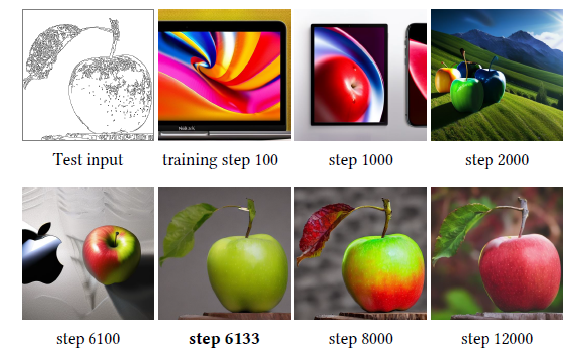 Test input
training step 100
step 1000
step 2000
step 6100
step 6133
step 8000
step 12000